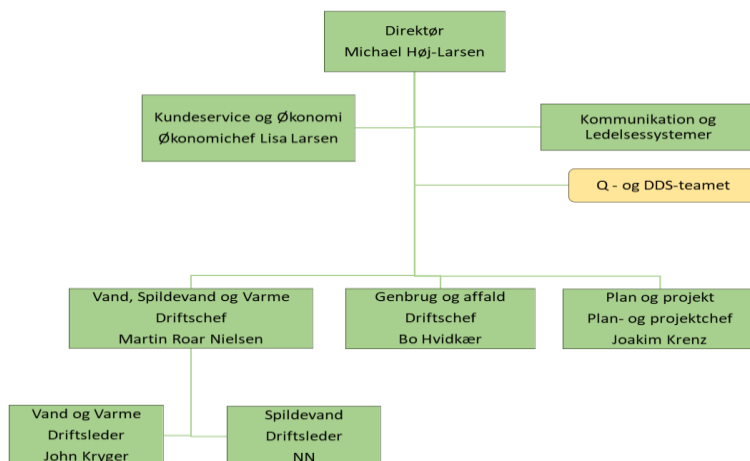 Direktør
Michael Høj-Larsen
Kundeservice og Økonomi
Økonomichef Lisa Larsen
Kommunikation og
Ledelsessystemer
Q - og DDS-teamet
Vand, Spildevand og Varme
Driftschef
Martin Roar Nielsen
Genbrug og affald
Driftschef
Bo Hvidkær
Plan og projekt
Plan- og projektchef
Joakim Krenz
Vand og Varme
Driftsleder
John Kryger
Spildevand
Driftsleder
NN